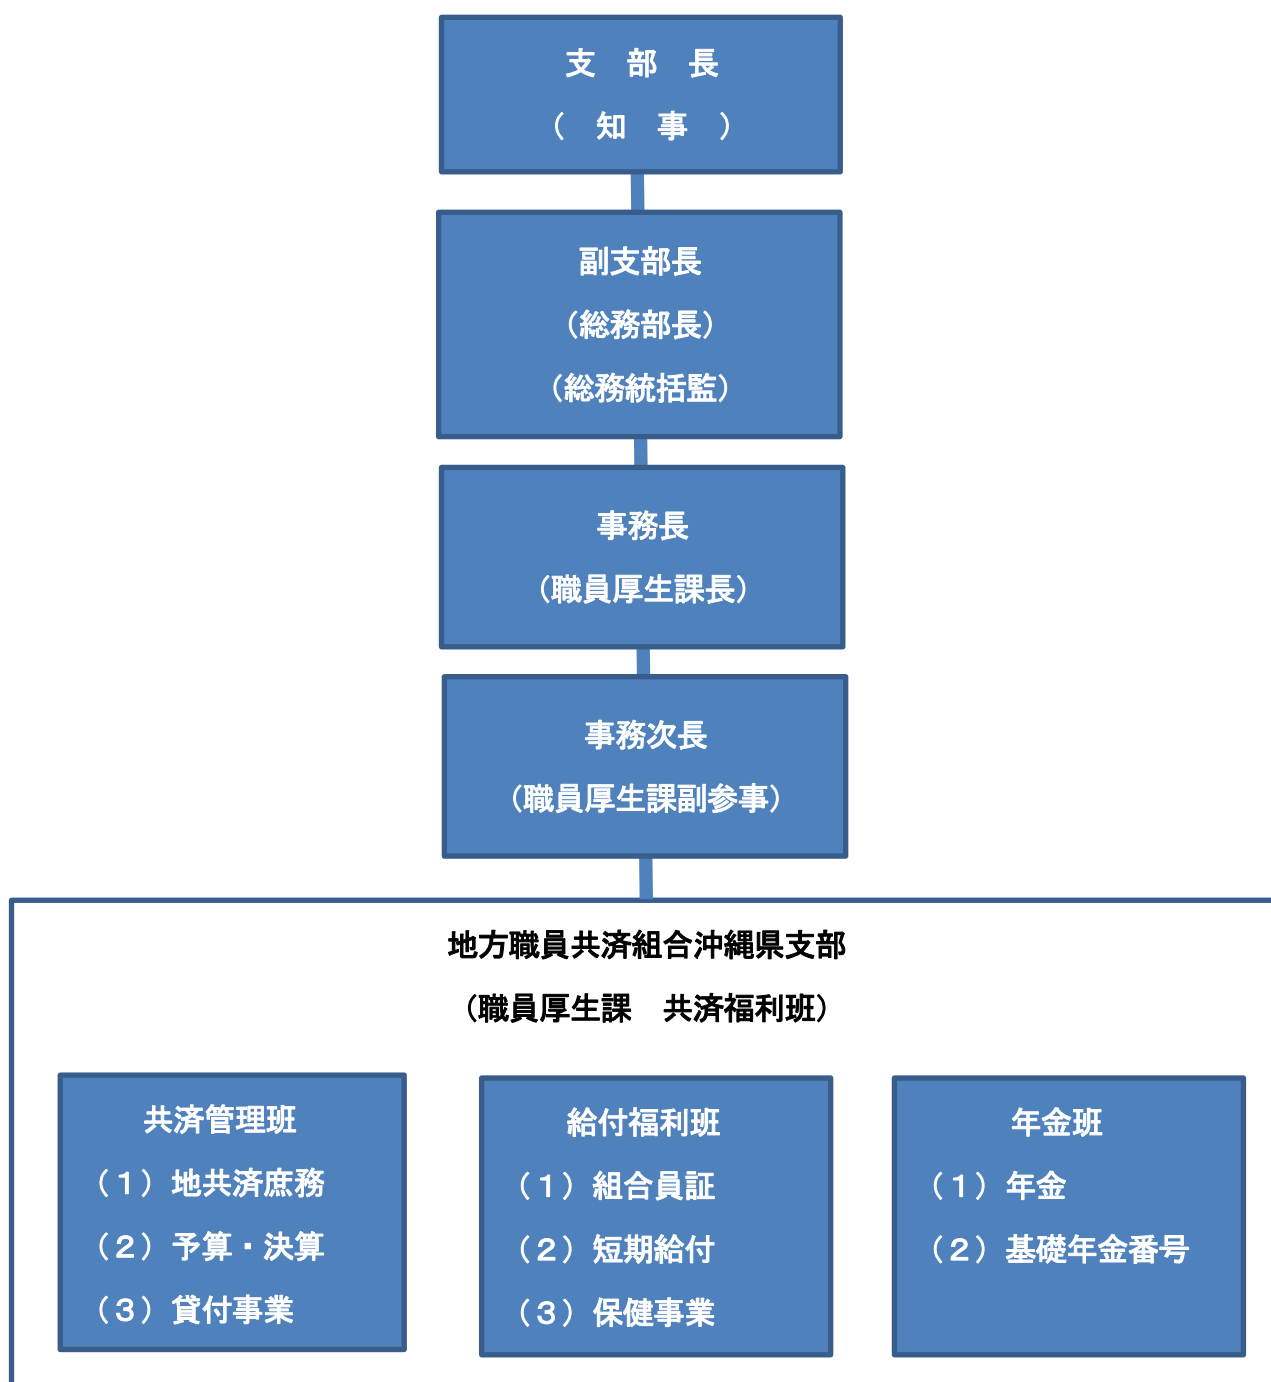 支　部　長
（　知　事　）
副支部長
（総務部長）
（総務統括監）
事務長
（職員厚生課長）
事務次長
（職員厚生課副参事）
地方職員共済組合沖縄県支部
（職員厚生課　共済福利班）
共済管理班
（１）地共済庶務
（２）予算・決算
（３）貸付事業
給付福利班
（１）組合員証
（２）短期給付
（３）保健事業
年金班
（１）年金
（２）基礎年金番号